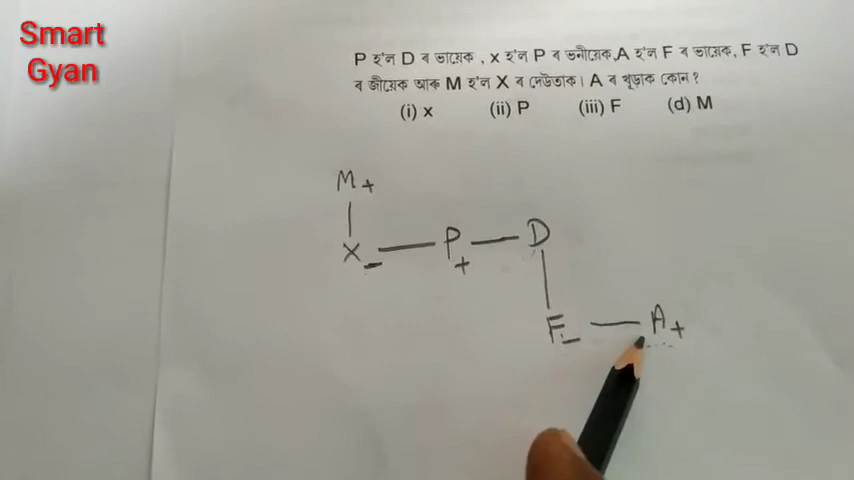 Smart
Gyan
P হ'ল D ৰ ভায়েক , x হ'ল P ৰ ভনীয়েক,A হ'ল F ৰ ভায়েক, F হ'ল D
ৰ জীয়েক আৰু M হ'ল X ৰ দেউতাক। A ৰ খুড়াক কোন?
(i) x (ii) P (iii) F (d) M
M+
X- P+ D
F- A+